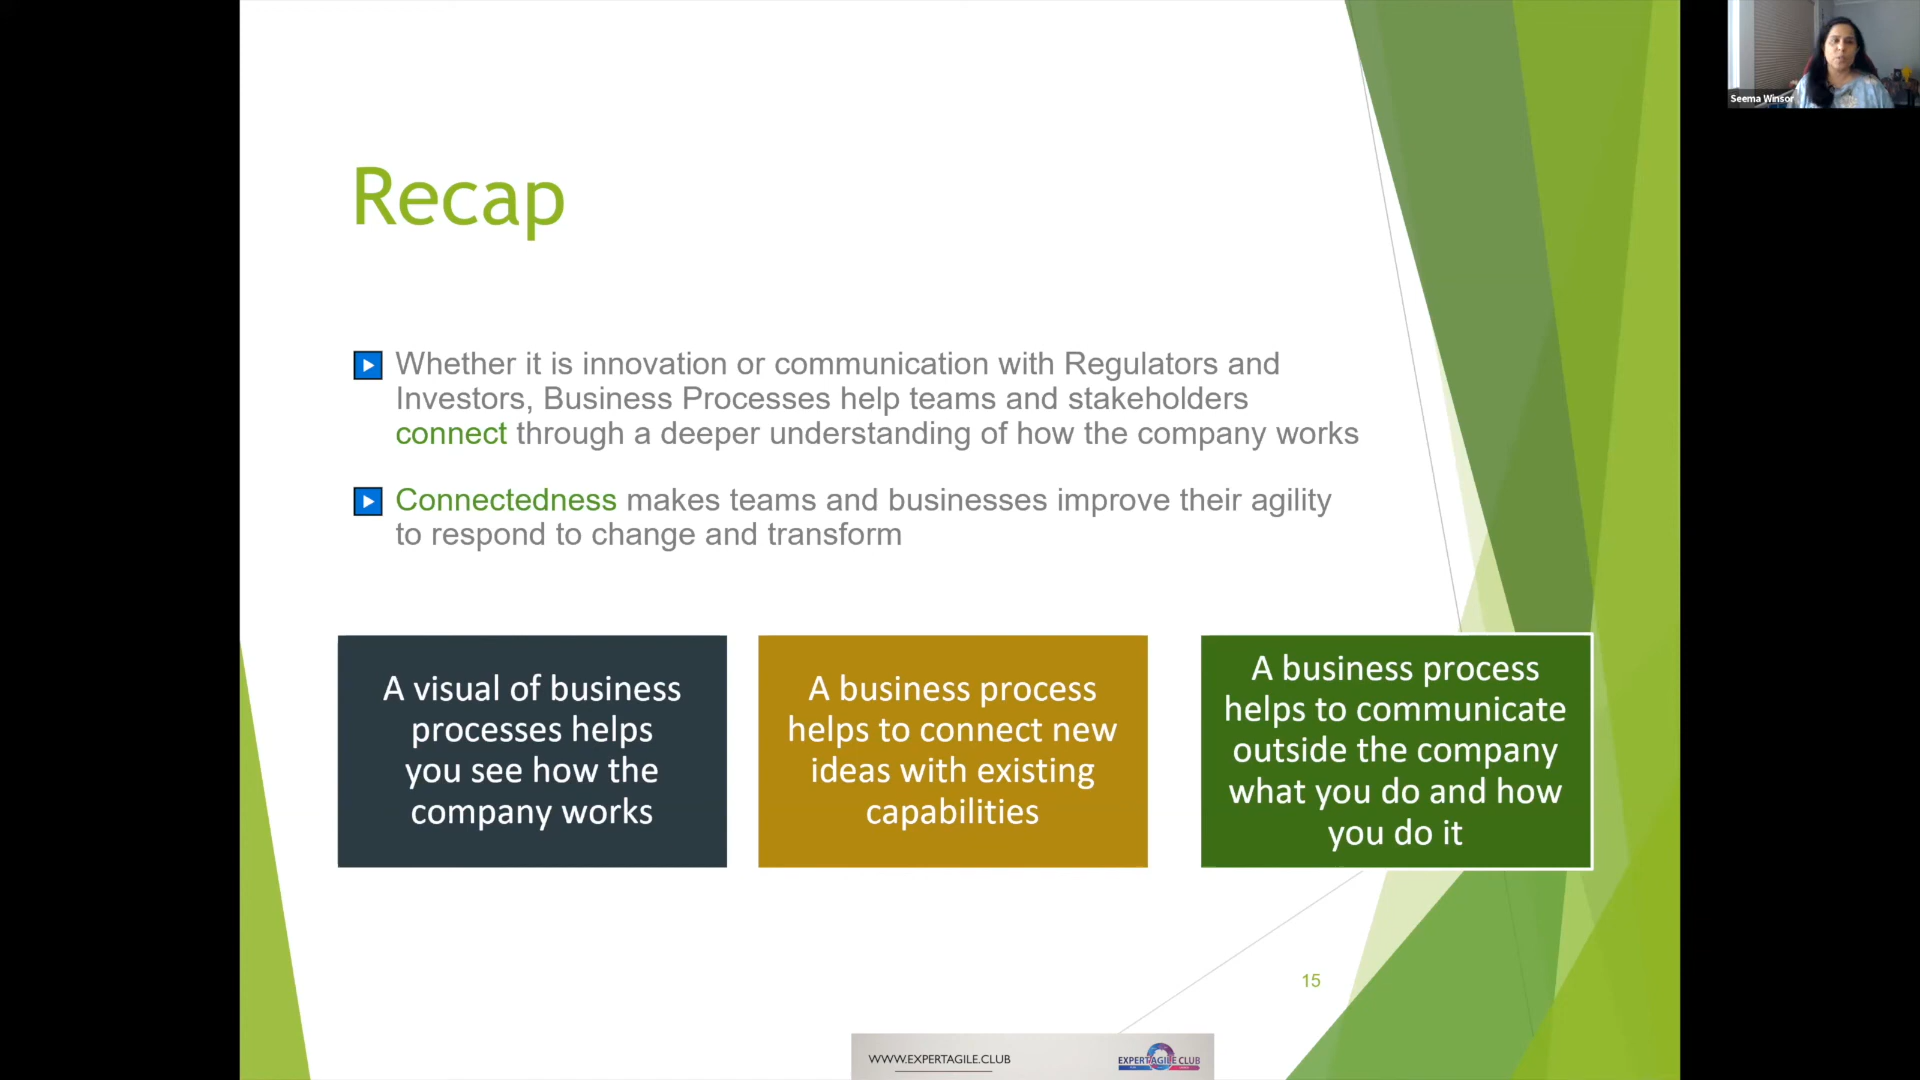 Seema Winsor
Recap
Whether it is innovation or communication with Regulators and
Investors, Business Processes help teams and stakeholders
connect through a deeper understanding of how the company works
Connectedness makes teams and businesses improve their agility
to respond to change and transform
A visual of business
processes helps
you see how the
company works
A business process
helps to connect new
ideas with existing
capabilities
A business process
helps to communicate
outside the company
what you do and how
you do it
15
WWW.EXPERTAGILE.CLUB
EXPERT AGILE CLUB